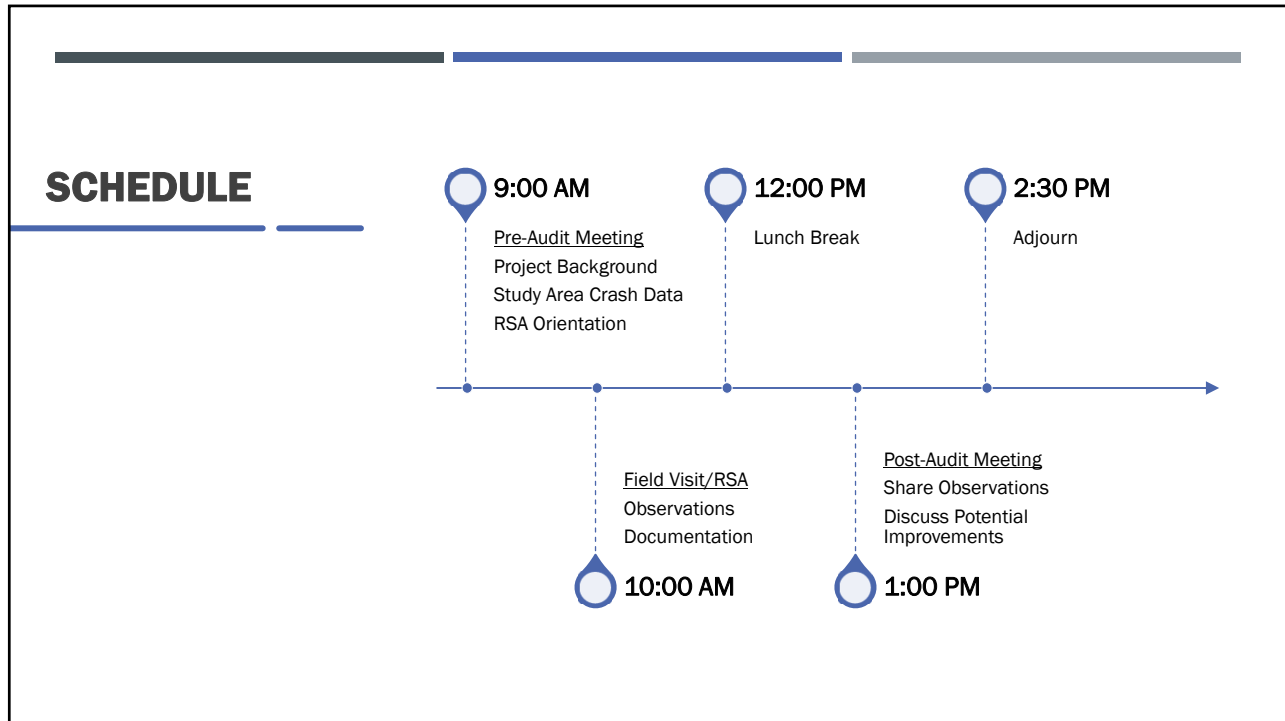 SCHEDULE
9:00 AM
Pre-Audit Meeting
Project Background
Study Area Crash Data
RSA Orientation
12:00 PM
Lunch Break
2:30 PM
Adjourn
Field Visit/RSA
Observations
Documentation
10:00 AM
Post-Audit Meeting
Share Observations
Discuss Potential
Improvements
1:00 PM